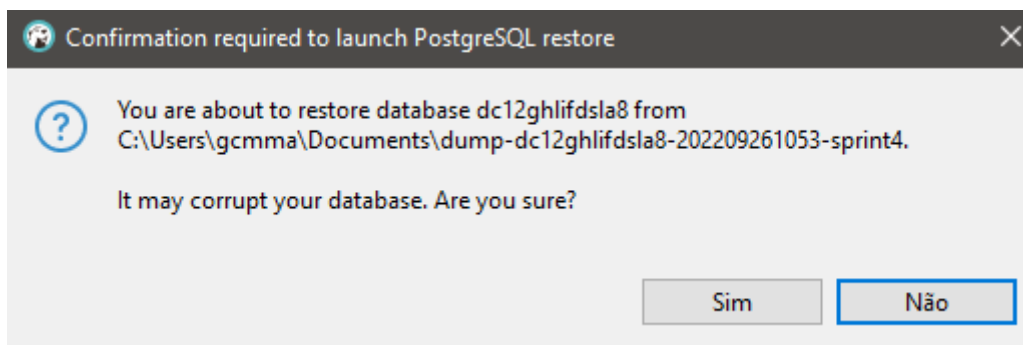 Confirmation required to launch PostgreSQL restore
You are about to restore database dc12ghlifdsla8 from
C:\Users\gcmma\Documents\dump-dc12ghlifdsla8-202209261053-sprint4.
It may corrupt your database. Are you sure?
Sim
Não